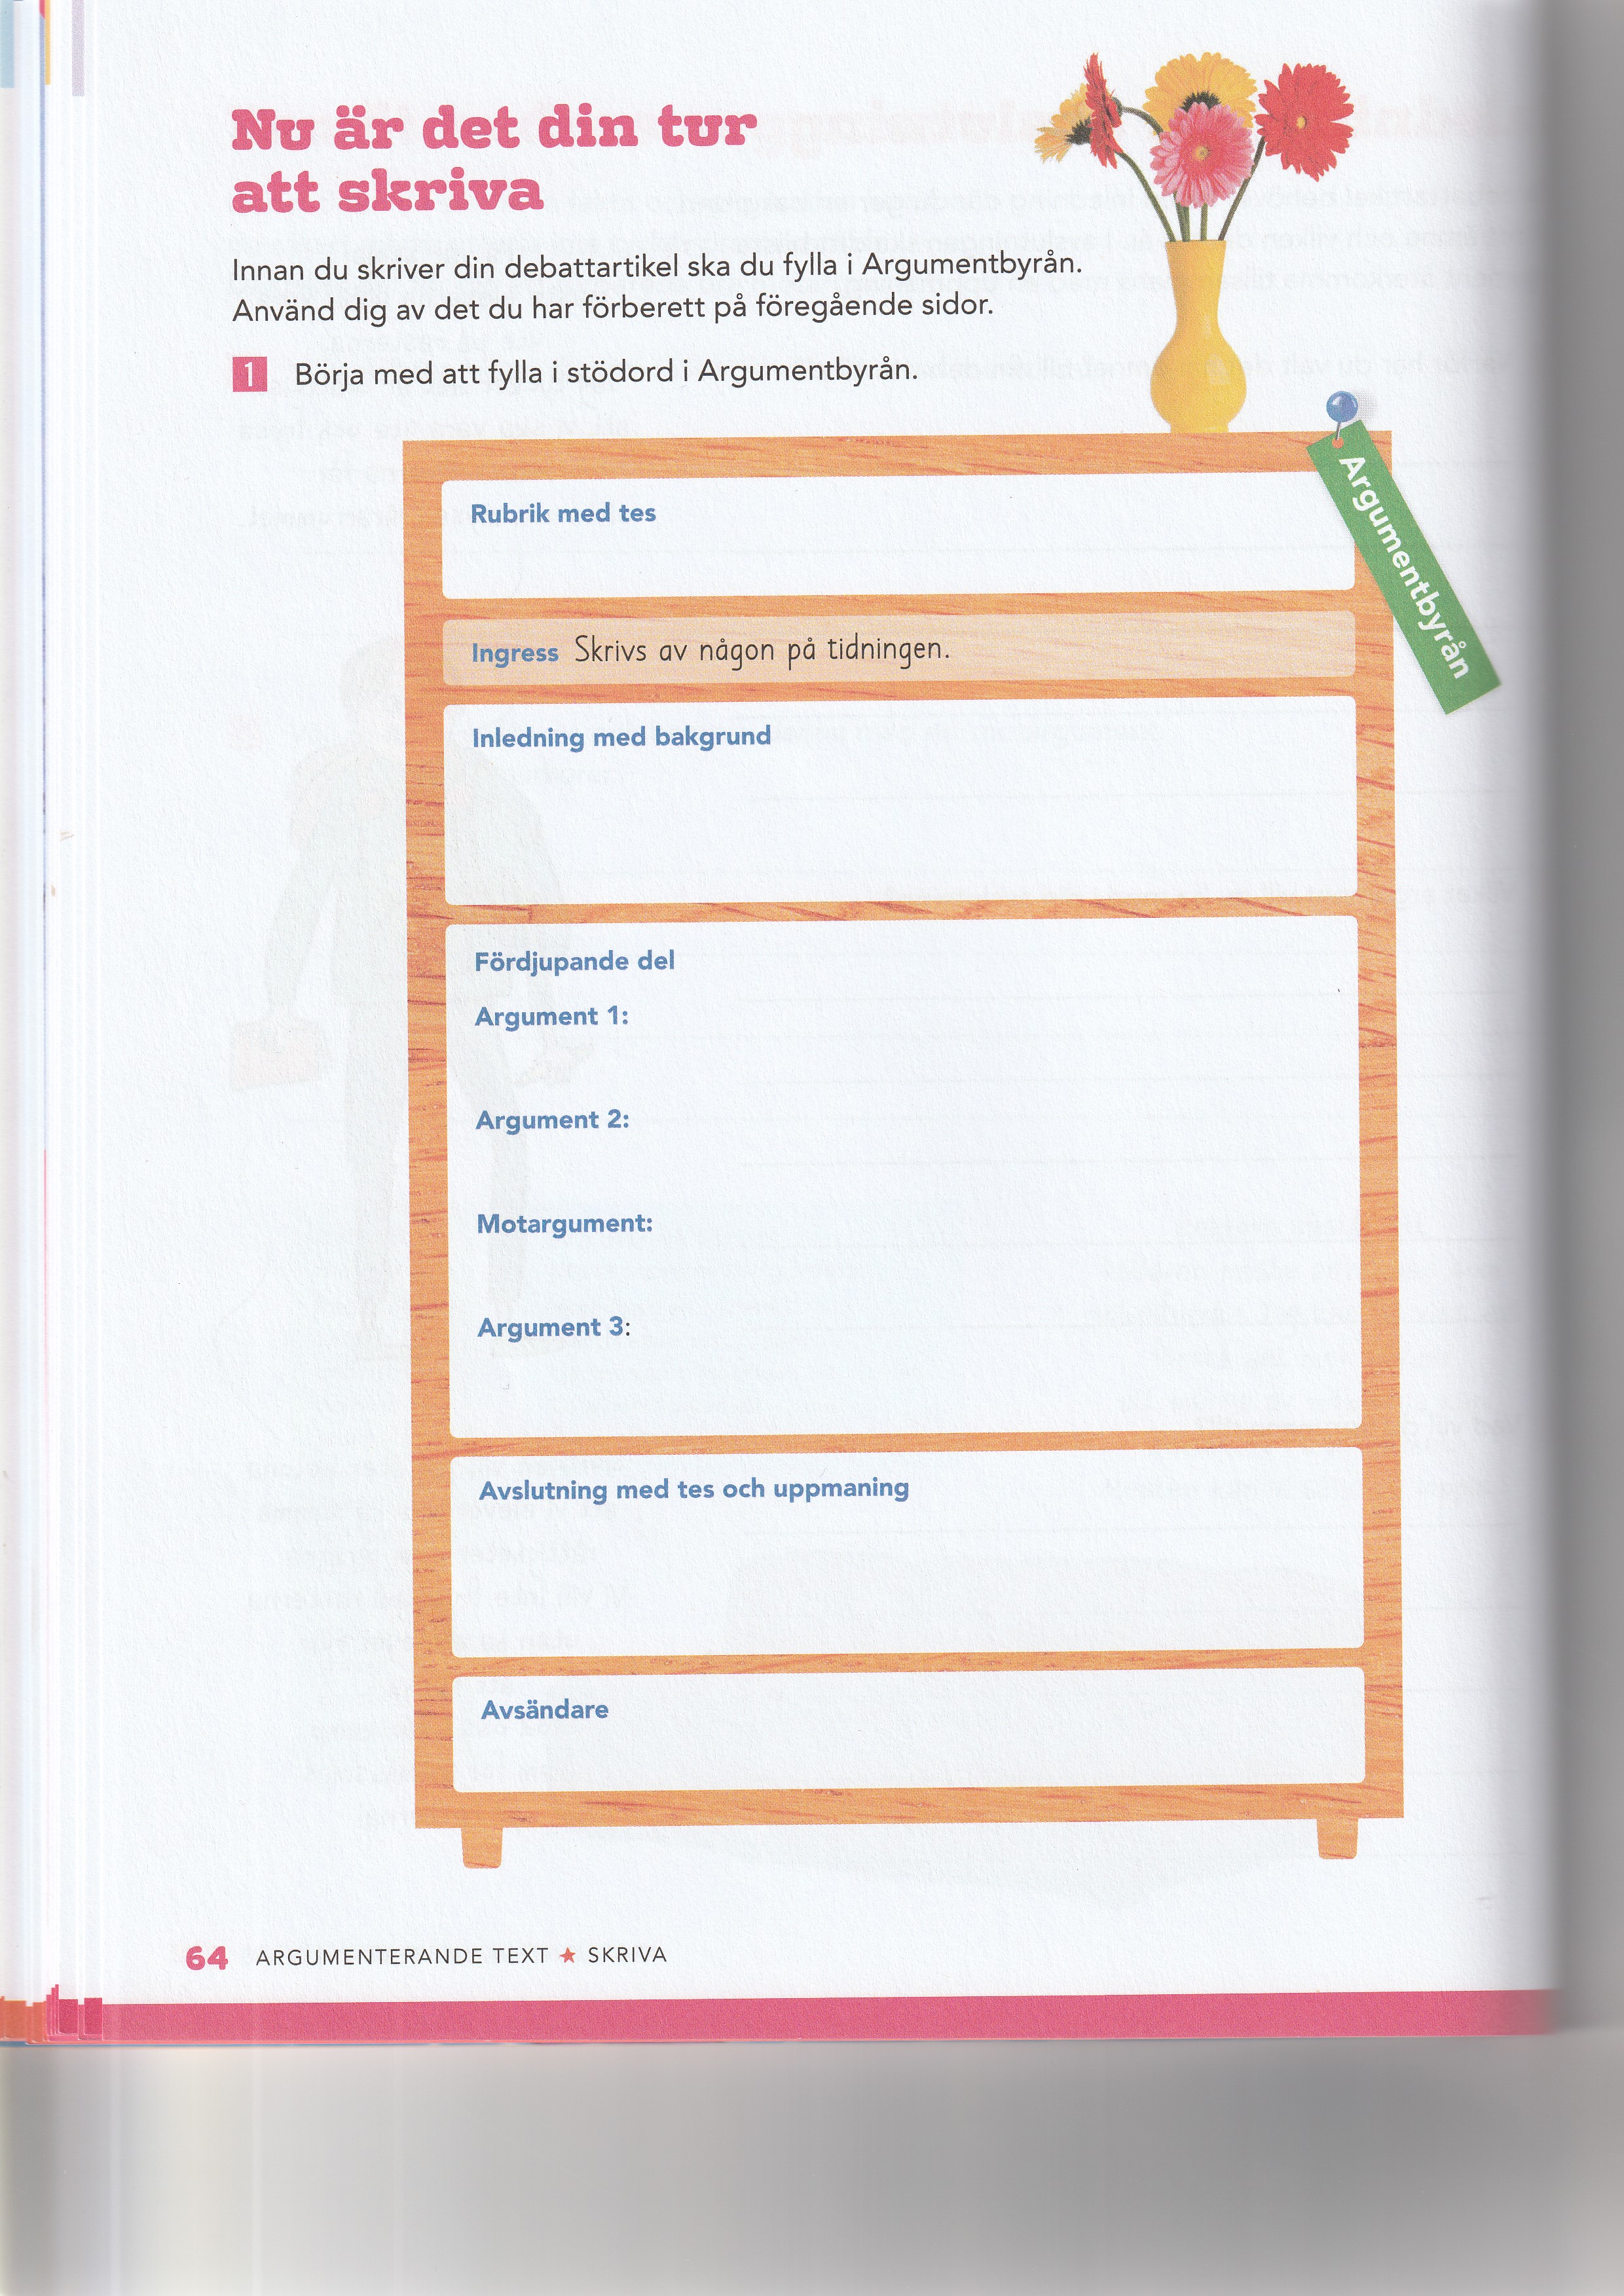 Nu är det din tur
att skriva
Innan du skriver din debattartikel ska du fylla i Argumentbyrån.
Använd dig av det du har förberett på föregående sidor.
1 Börja med att fylla i stödord i Argumentbyrån.
Argumentbyrån
Rubrik med tes
Ingress Skrivs av någon på tidningen.
Inledning med bakgrund
Fördjupande del
Argument 1:
Argument 2:
Motargument:
Argument 3:
Avslutning med tes och uppmaning
Avsändare
64 ARGUMENTERANDE TEXT ★ SKRIVA